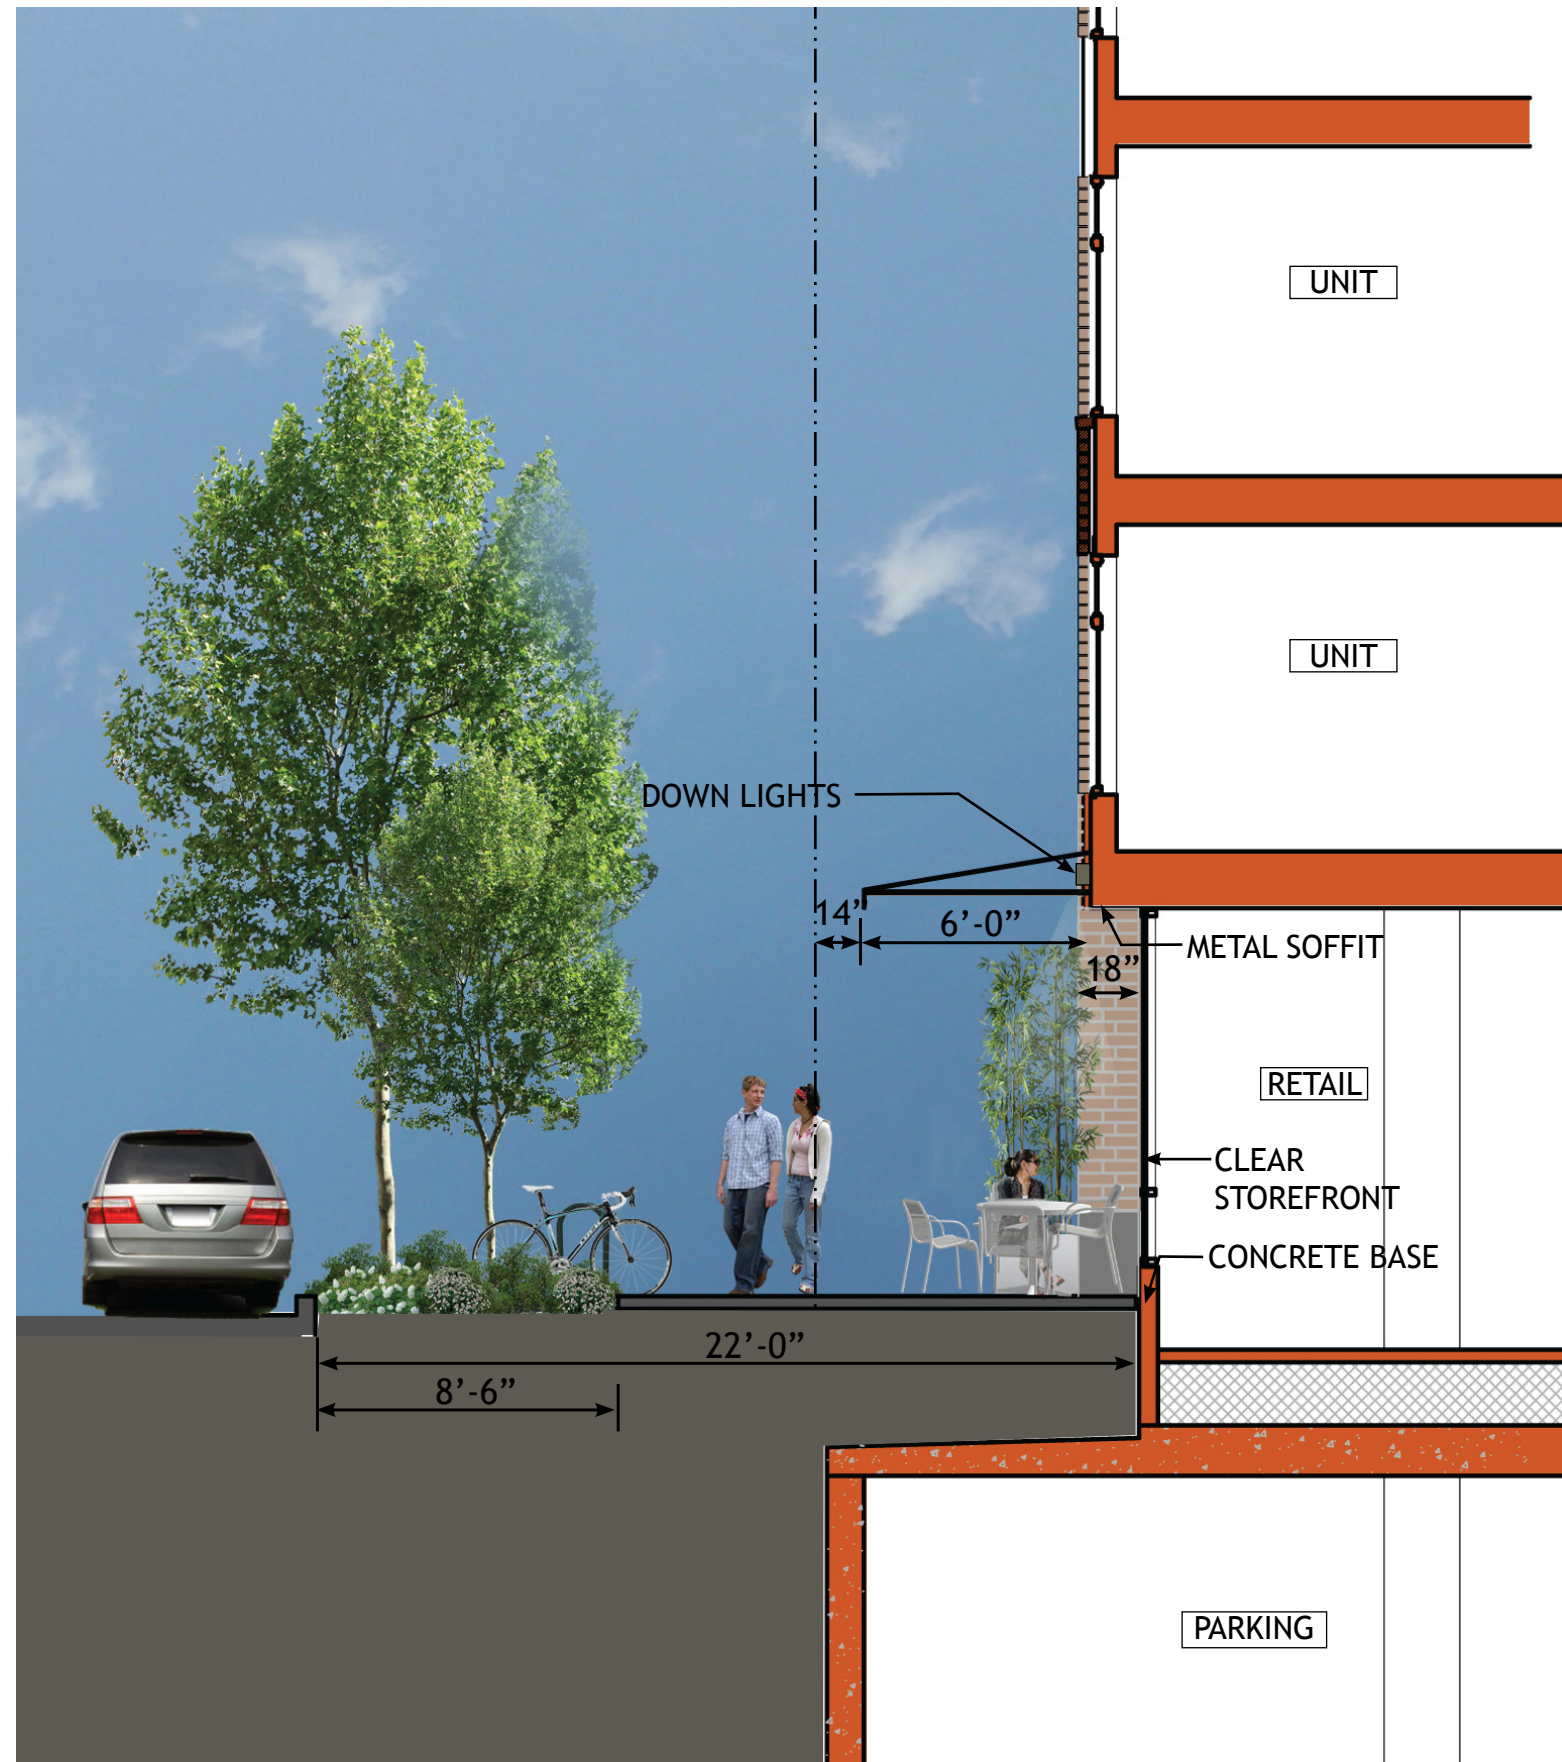 UNIT
UNIT
DOWN LIGHTS
14”
6’-0”
METAL SOFFIT
18”
RETAIL
CLEAR
STOREFRONT
CONCRETE BASE
22’-0”
8’-6”
PARKING